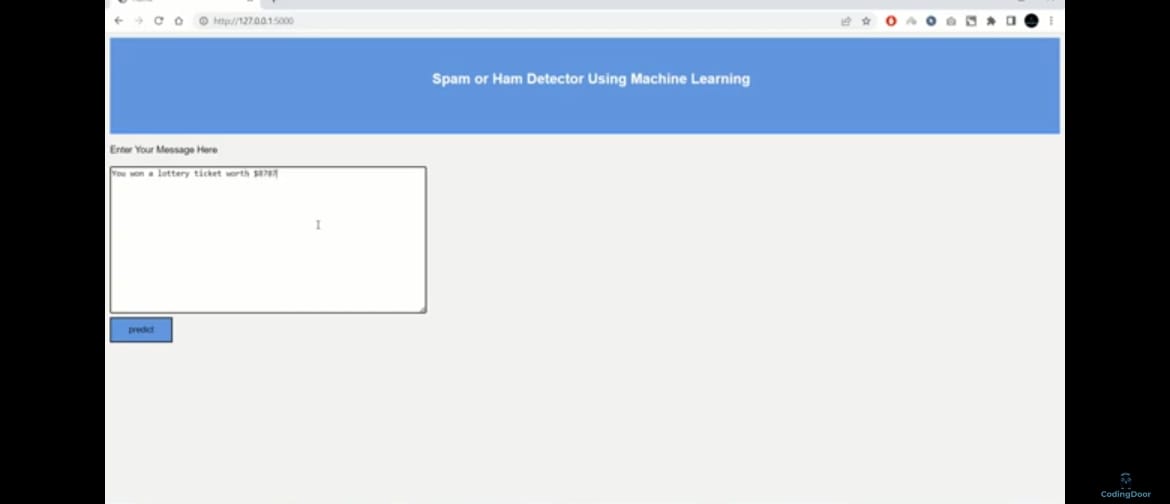 http://127.0.0.1:5000
Spam or Ham Detector Using Machine Learning
Enter Your Message Here
You won a lottery ticket worth $8787
predict
CodingDoor